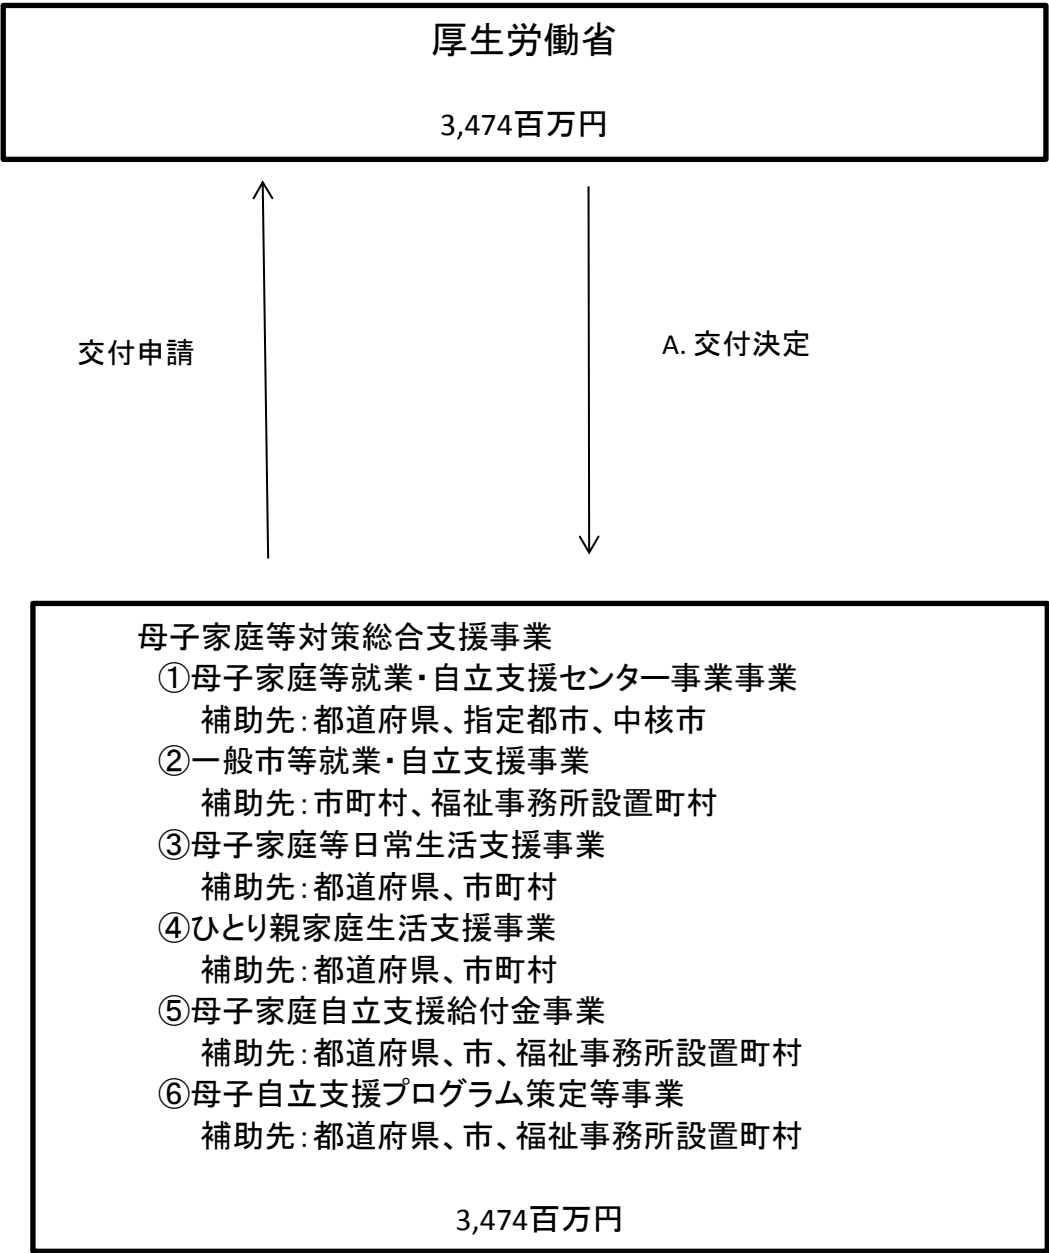 厚生労働省
3,474百万円
交付申請
A. 交付決定
母子家庭等対策総合支援事業
①母子家庭等就業・自立支援センター事業事業
補助先：都道府県、指定都市、中核市
②一般市等就業・自立支援事業
補助先：市町村、福祉事務所設置町村
③母子家庭等日常生活支援事業
補助先：都道府県、市町村
④ひとり親家庭生活支援事業
補助先：都道府県、市町村
⑤母子家庭自立支援給付金事業
補助先：都道府県、市、福祉事務所設置町村
⑥母子自立支援プログラム策定等事業
補助先：都道府県、市、福祉事務所設置町村
3,474百万円